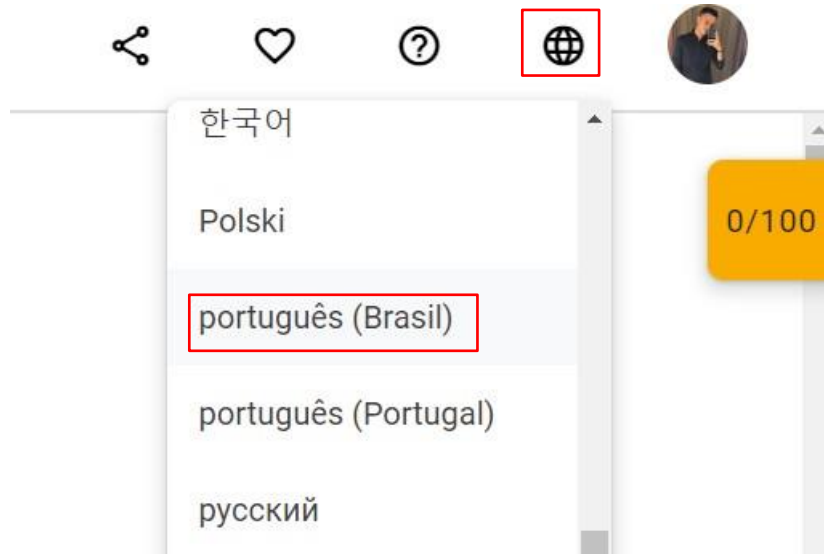 한국어
Polski
0/100
português (Brasil)
português (Portugal)
русский